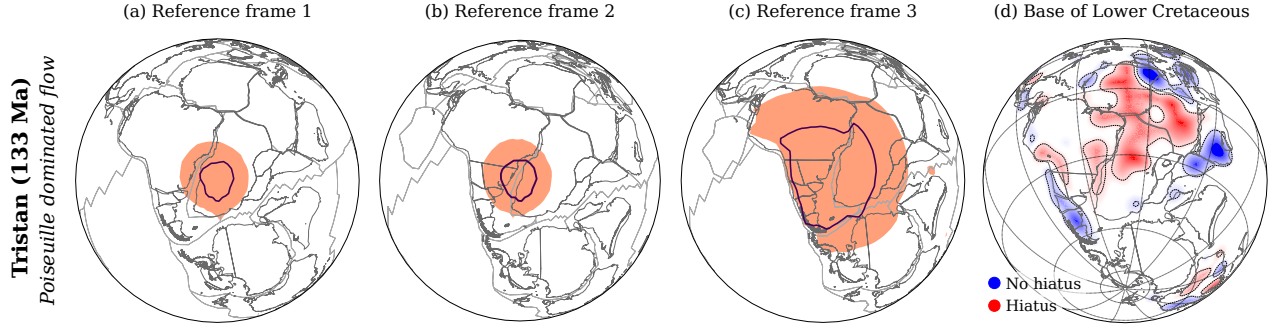 (a) Reference frame 1
(b) Reference frame 2
(c) Reference frame 3
(d) Base of Lower Cretaceous
Tristan (133 Ma)
Poiseuille dominated flow
No hiatus
Hiatus